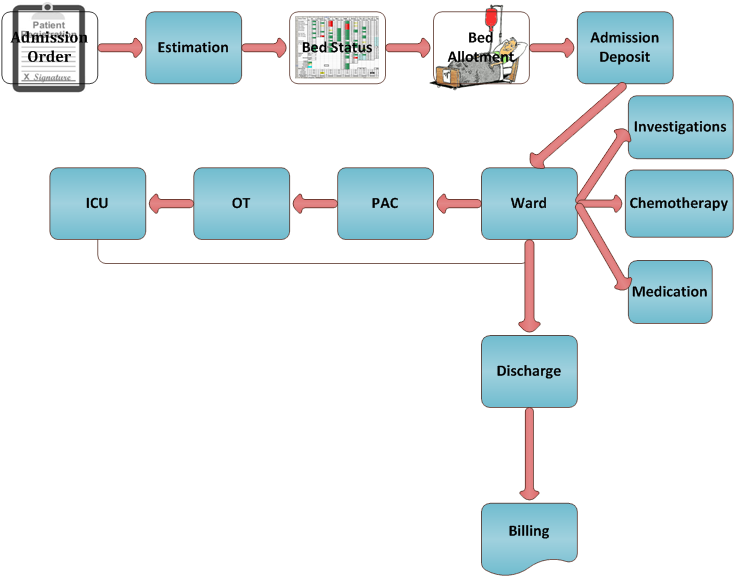 Patient
Registration
Admission
Order
X Signature
Estimation
Bed Status
Bed
Allotment
Admission
Deposit
Investigations
ICU
OT
PAC
Ward
Chemotherapy
Medication
Discharge
Billing